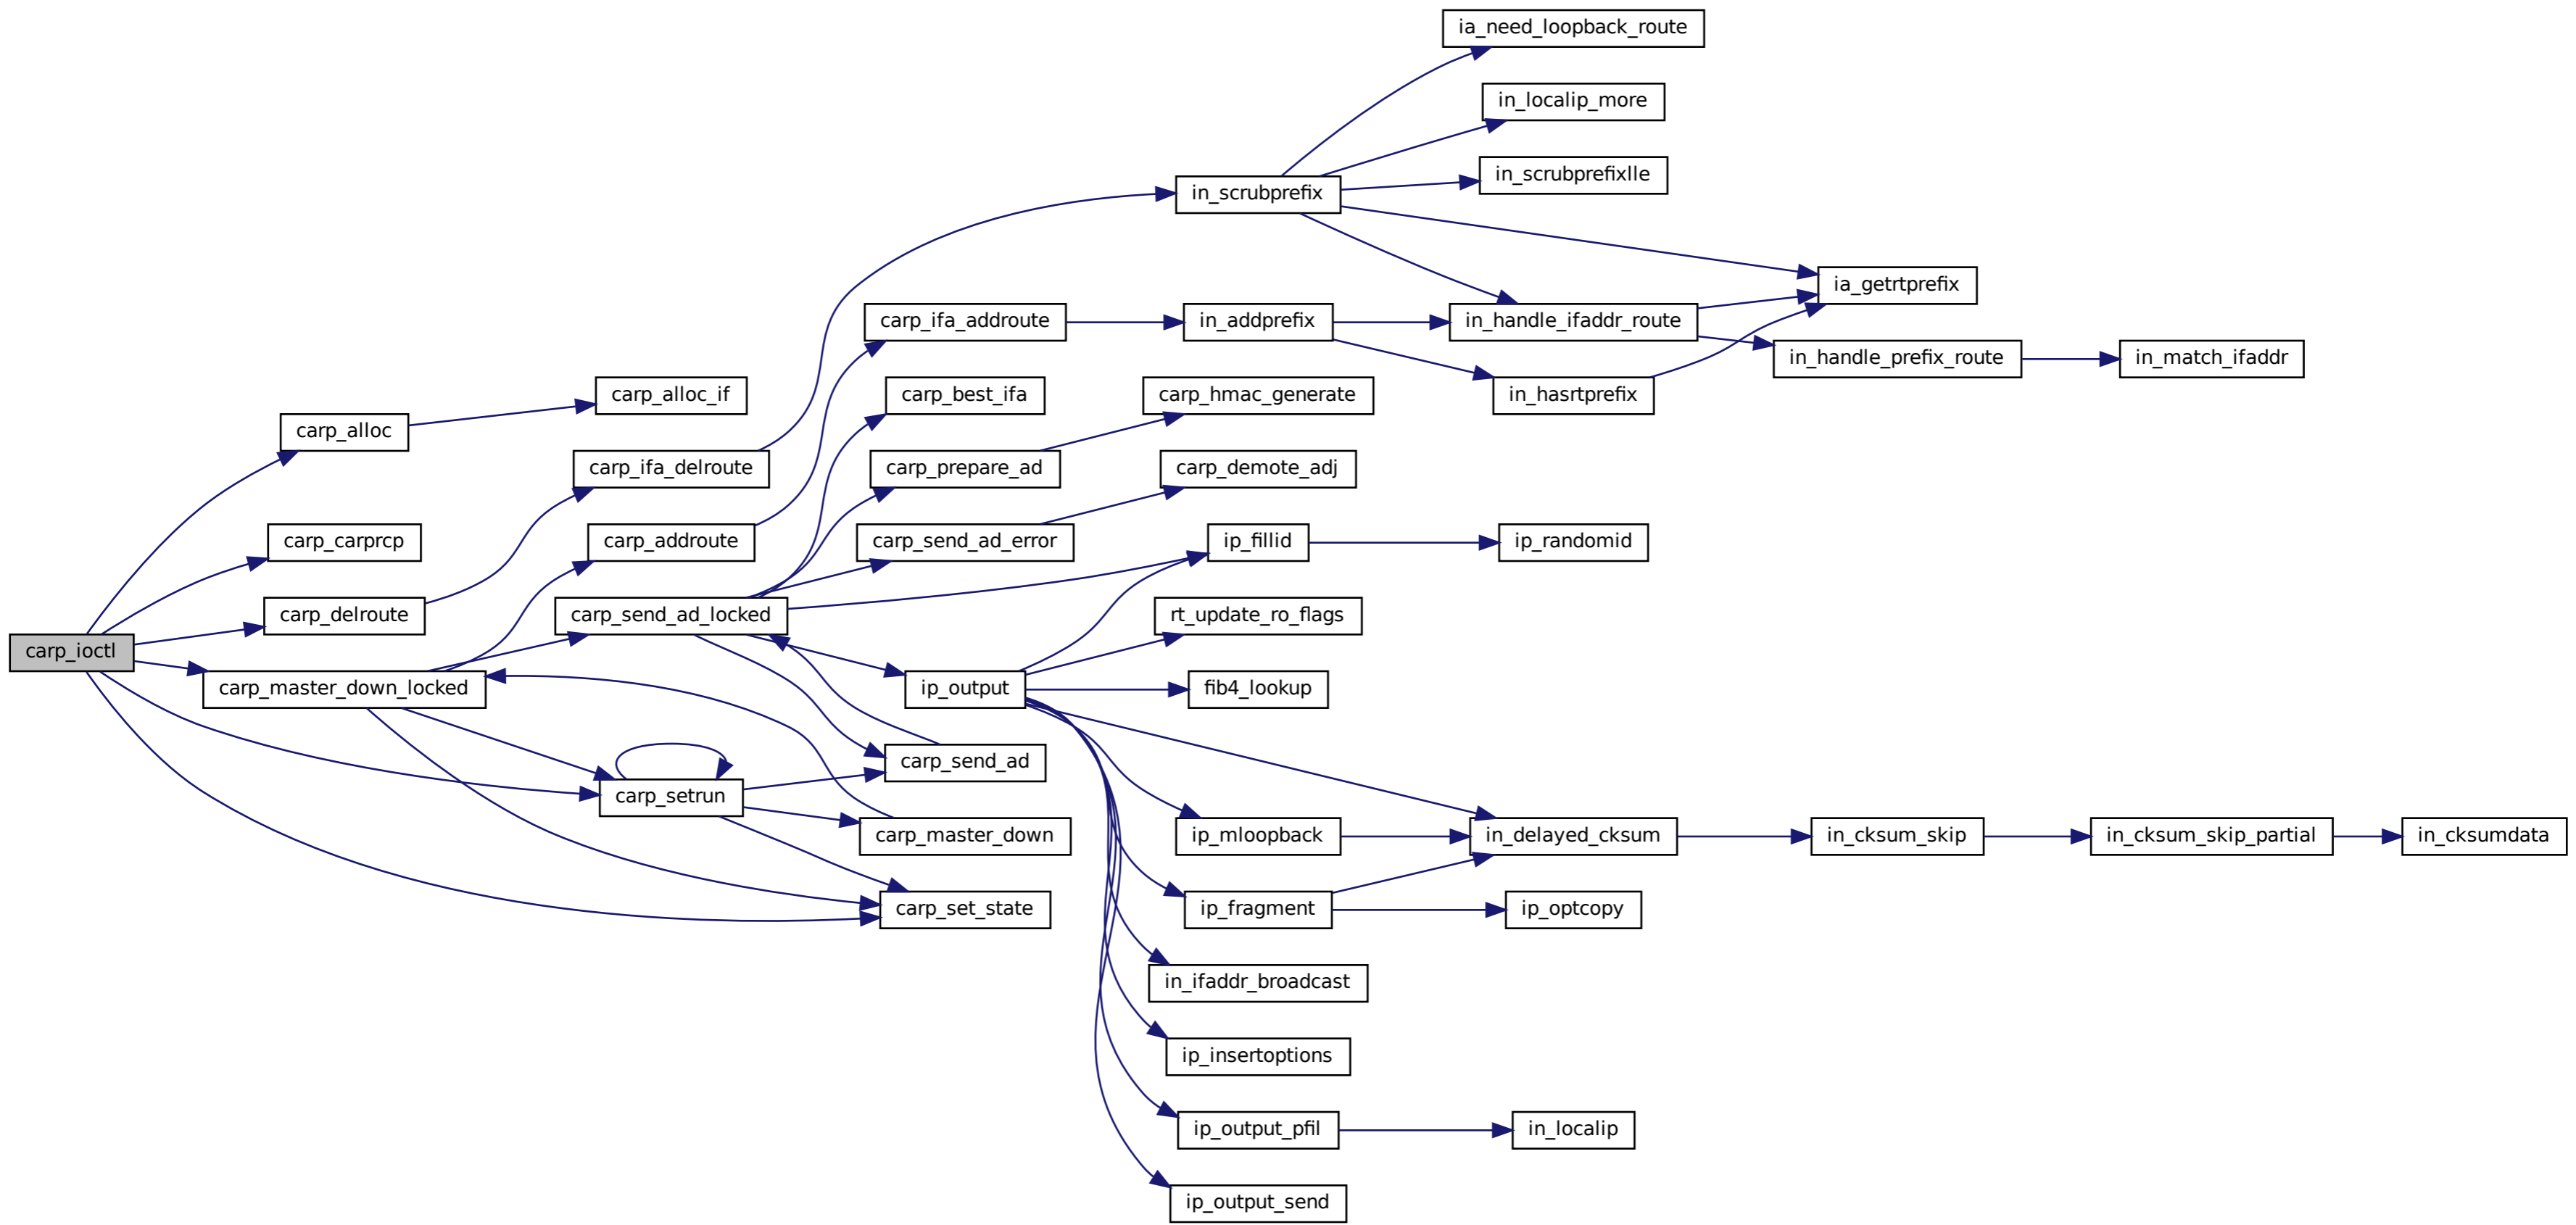 ia_need_loopback_route
in_localip_more
in_scrubprefixlle
in_scrubprefix
ia_getrtprefix
carp_ifa_addroute
in_addprefix
in_handle_ifaddr_route
in_handle_prefix_route
in_match_ifaddr
carp_alloc_if
carp_best_ifa
carp_hmac_generate
in_hasrtprefix
carp_alloc
carp_ifa_delroute
carp_prepare_ad
carp_demote_adj
carp_carprcp
carp_addroute
carp_send_ad_error
ip_fillid
ip_randomid
carp_delroute
carp_send_ad_locked
rt_update_ro_flags
carp_ioctl
carp_master_down_locked
ip_output
fib4_lookup
carp_send_ad
carp_setrun
carp_master_down
ip_mloopback
in_delayed_cksum
in_cksum_skip
in_cksum_skip_partial
in_cksumdata
carp_set_state
ip_fragment
ip_optcopy
in_ifaddr_broadcast
ip_insertoptions
ip_output_pfil
in_localip
ip_output_send